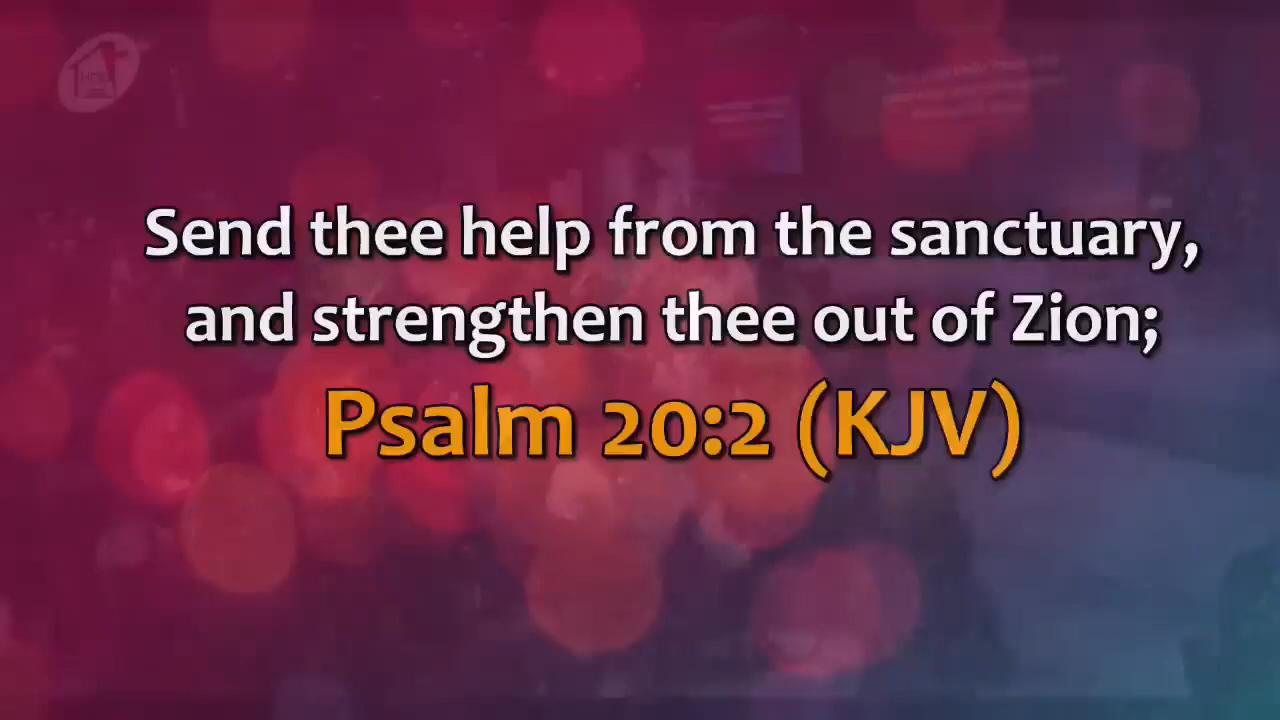 Send thee help from the sanctuary,
and strengthen thee out of Zion;
Psalm 20:2 (KJV)